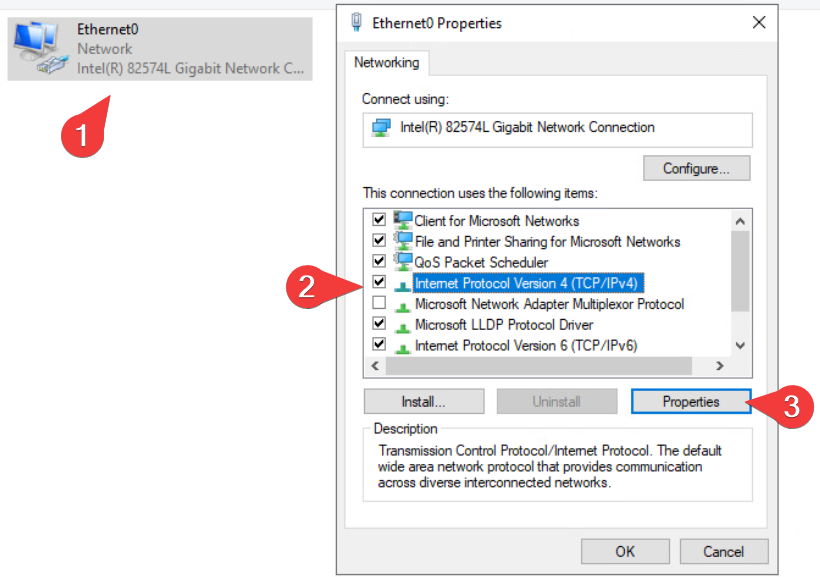 Ethernet0
Network
Intel(R) 82574L Gigabit Network C...
1
Ethernet0 Properties
Networking
Connect using:
Intel(R) 82574L Gigabit Network Connection
Configure...
This connection uses the following items:
Client for Microsoft Networks
File and Printer Sharing for Microsoft Networks
QoS Packet Scheduler
2
Internet Protocol Version 4 (TCP/IPv4)
Microsoft Network Adapter Multiplexor Protocol
Microsoft LLDP Protocol Driver
Internet Protocol Version 6 (TCP/IPv6)
Install...
Uninstall
Properties
3
Description
Transmission Control Protocol/Internet Protocol. The default
wide area network protocol that provides communication
across diverse interconnected networks.
OK
Cancel